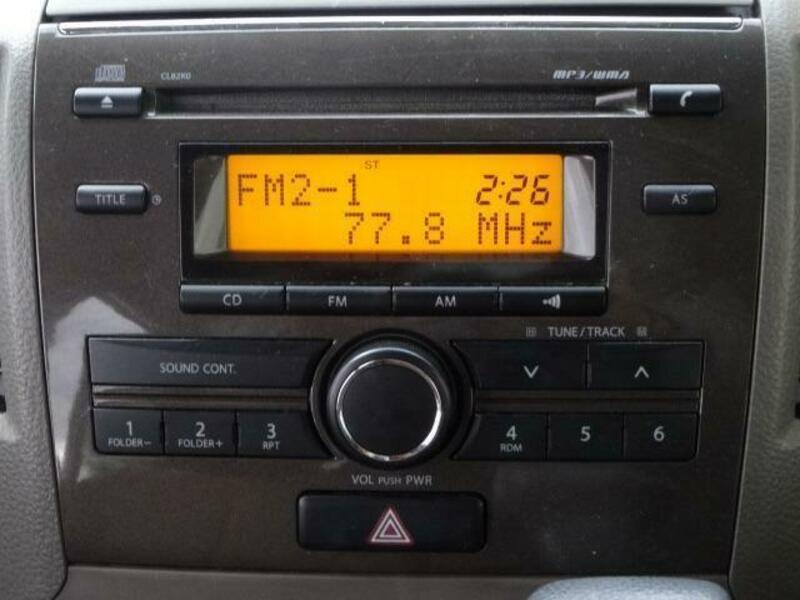 CL82K0
MP3/WMA
ST
FM2-1 2:26
77.8 MHz
TITLE
AS
CD FM AM
TUNE/TRACK
SOUND CONT.
1 2 3 4 5 6
FOLDER− FOLDER+ RPT RDM
VOL PUSH PWR